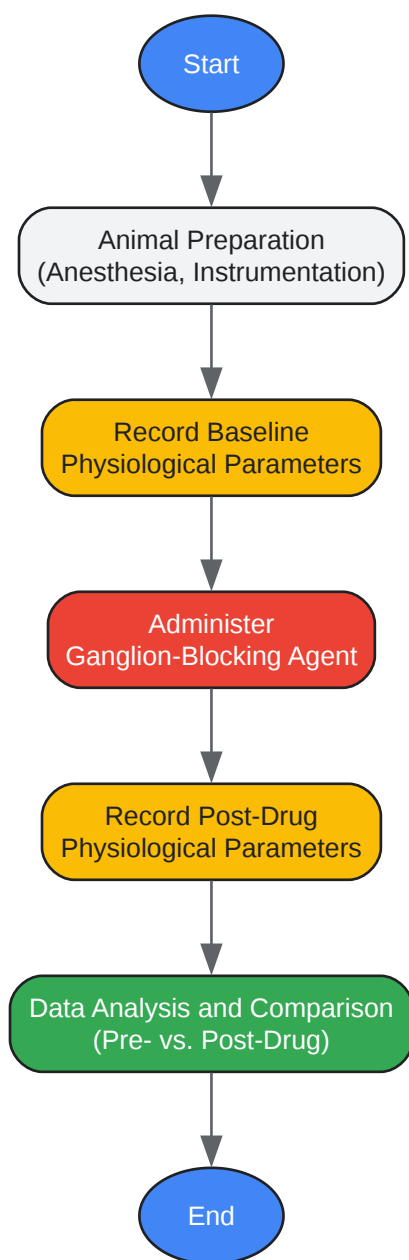 Start
Animal Preparation
(Anesthesia, Instrumentation)
Record Baseline
Physiological Parameters
Administer
Ganglion-Blocking Agent
Record Post-Drug
Physiological Parameters
Data Analysis and Comparison
(Pre- vs. Post-Drug)
End